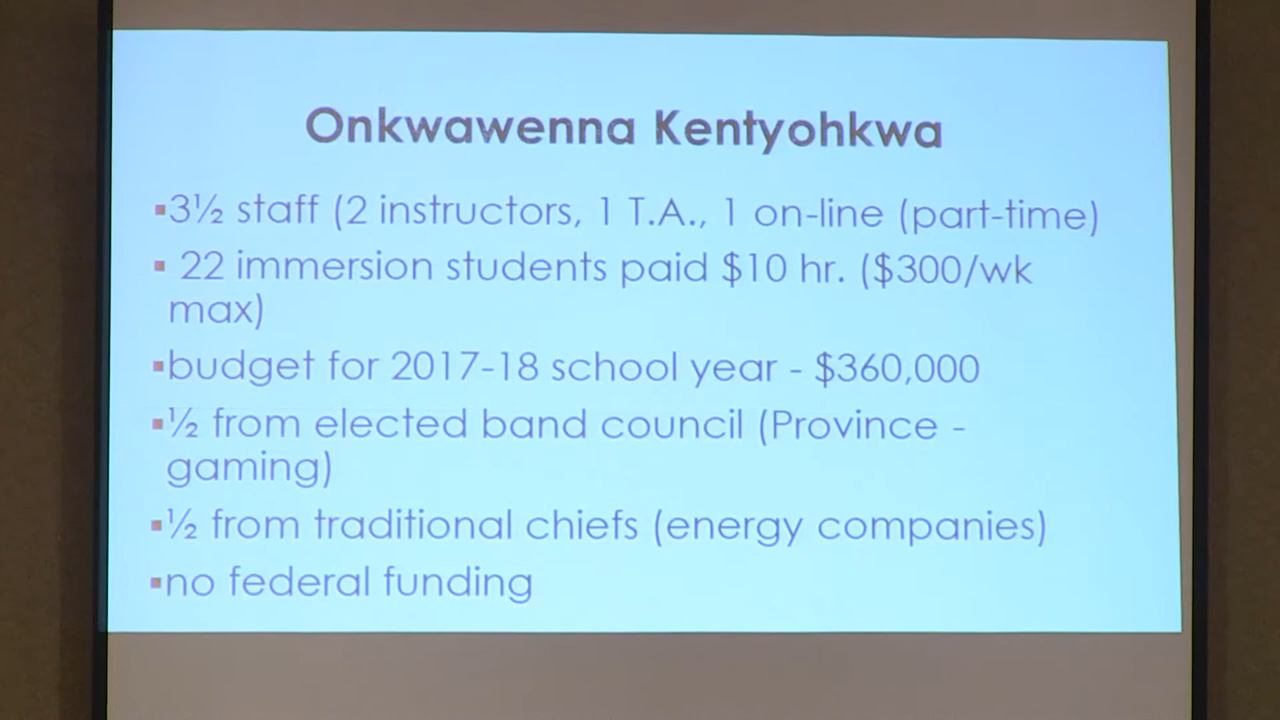 Onkwawenna Kentyohkwa
▪3½ staff (2 instructors, 1 T.A., 1 on-line (part-time)
▪ 22 immersion students paid $10 hr. ($300/wk
max)
▪budget for 2017-18 school year - $360,000
▪½ from elected band council (Province -
gaming)
▪½ from traditional chiefs (energy companies)
▪no federal funding